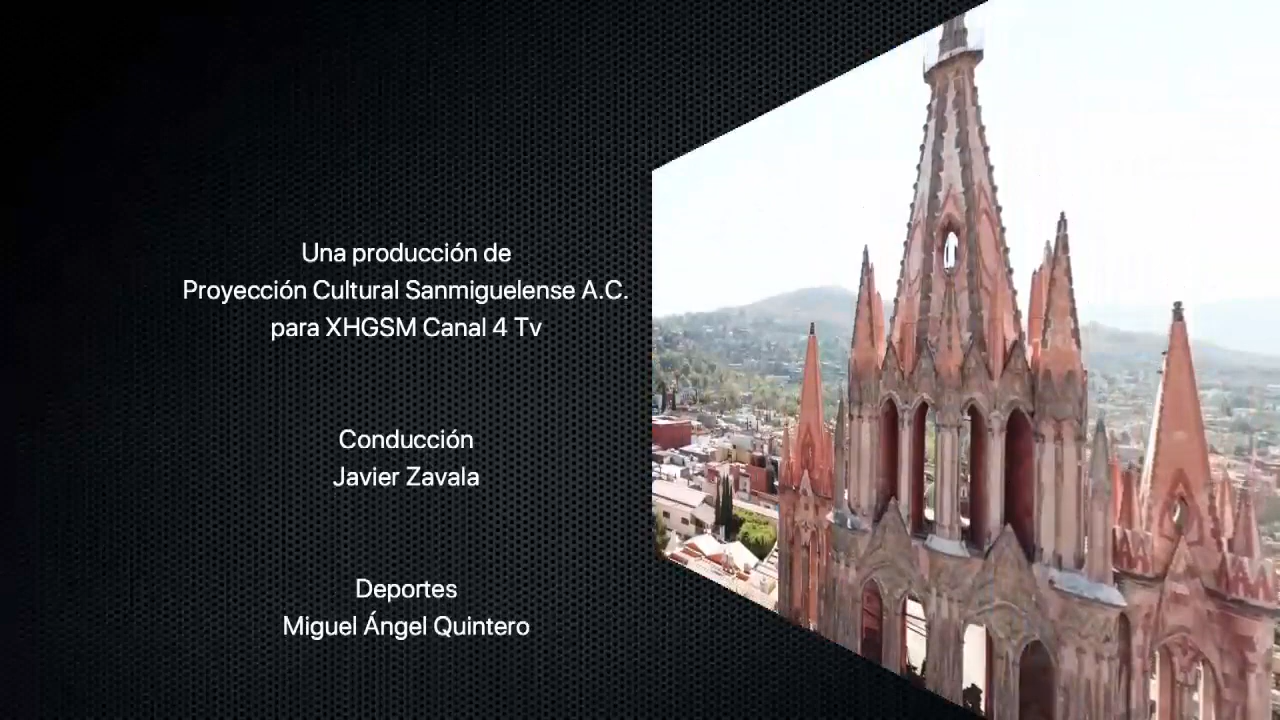 Una producción de
Proyección Cultural Sanmiguelense A.C.
para XHGSM Canal 4 Tv
Conducción
Javier Zavala
Deportes
Miguel Ángel Quintero